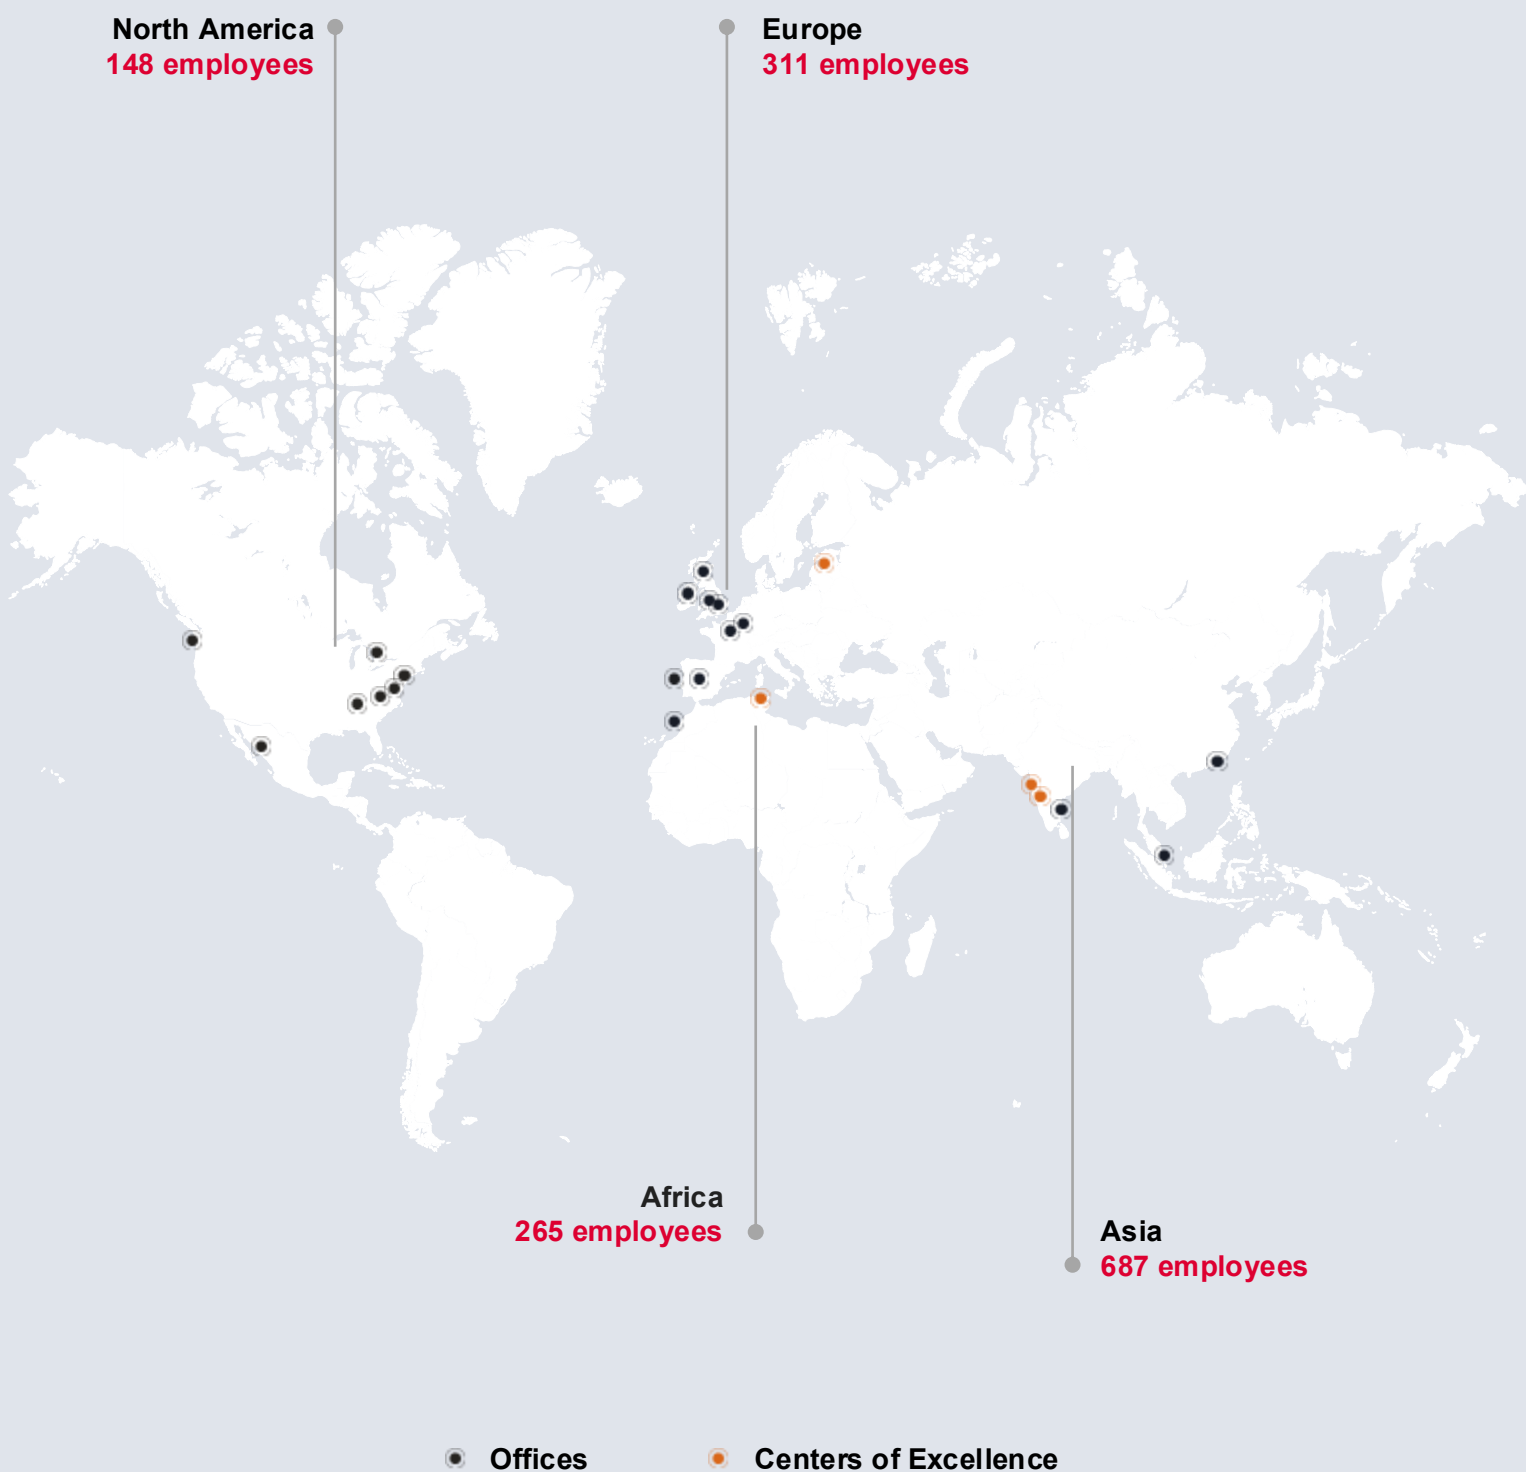 North America
148 employees
Europe
311 employees
Africa
265 employees
Asia
687 employees
Offices
Centers of Excellence